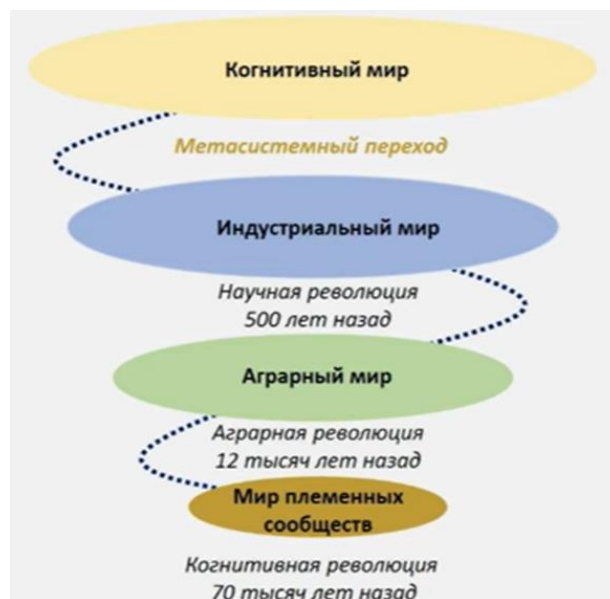 Когнитивный мир
Метасистемный переход
Индустриальный мир
Научная революция
500 лет назад
Аграрный мир
Аграрная революция
12 тысяч лет назад
Мир племенных
сообществ
Когнитивная революция
70 тысяч лет назад